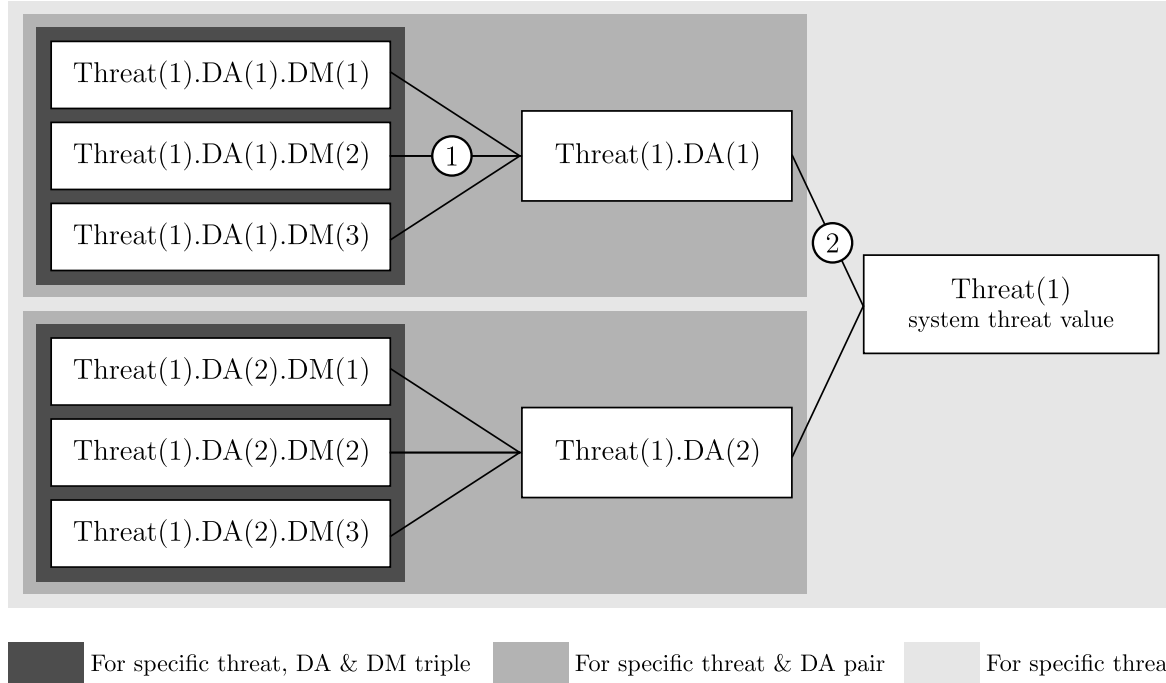 Threat(1).DA(1).DM(1)
Threat(1).DA(1).DM(2)
Threat(1).DA(1).DM(3)
1
Threat(1).DA(1)
2
Threat(1)
system threat value
Threat(1).DA(2).DM(1)
Threat(1).DA(2).DM(2)
Threat(1).DA(2).DM(3)
Threat(1).DA(2)
For specific threat, DA & DM triple
For specific threat & DA pair
For specific